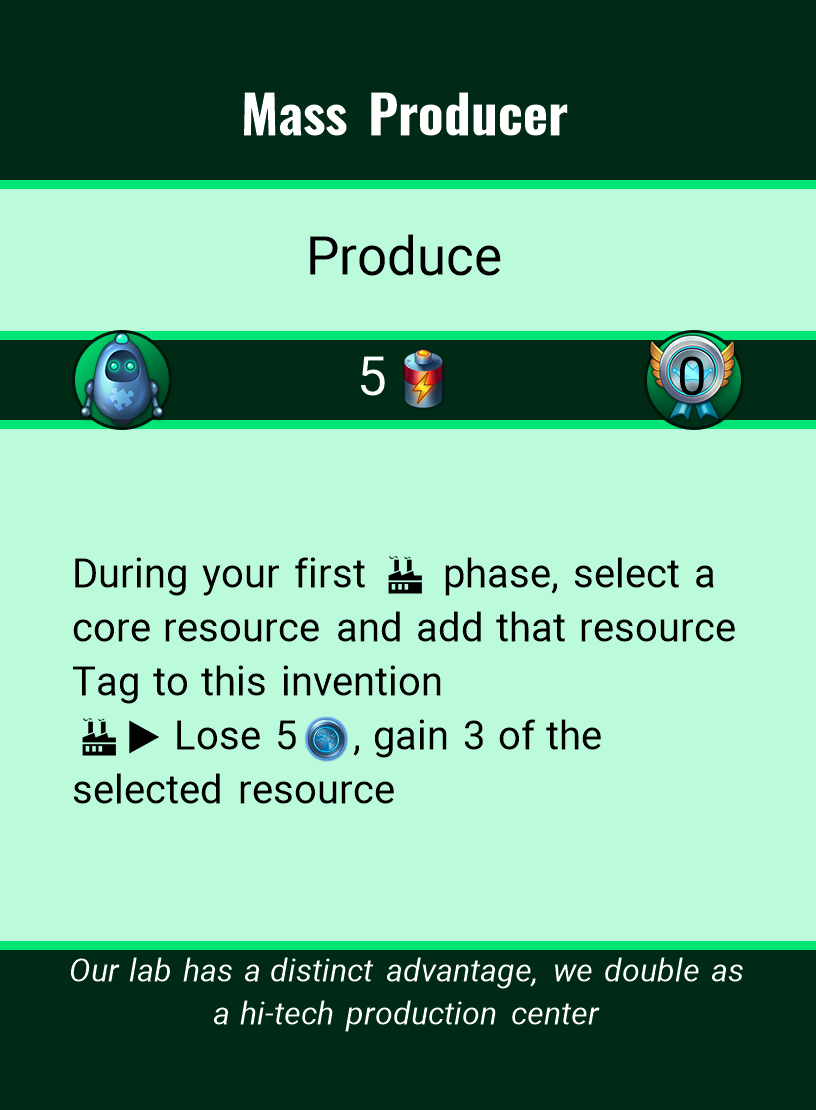 Mass Producer
Produce
5
0
During your first phase, select a
core resource and add that resource
Tag to this invention
Lose 5 , gain 3 of the
selected resource
Our lab has a distinct advantage, we double as
a hi-tech production center